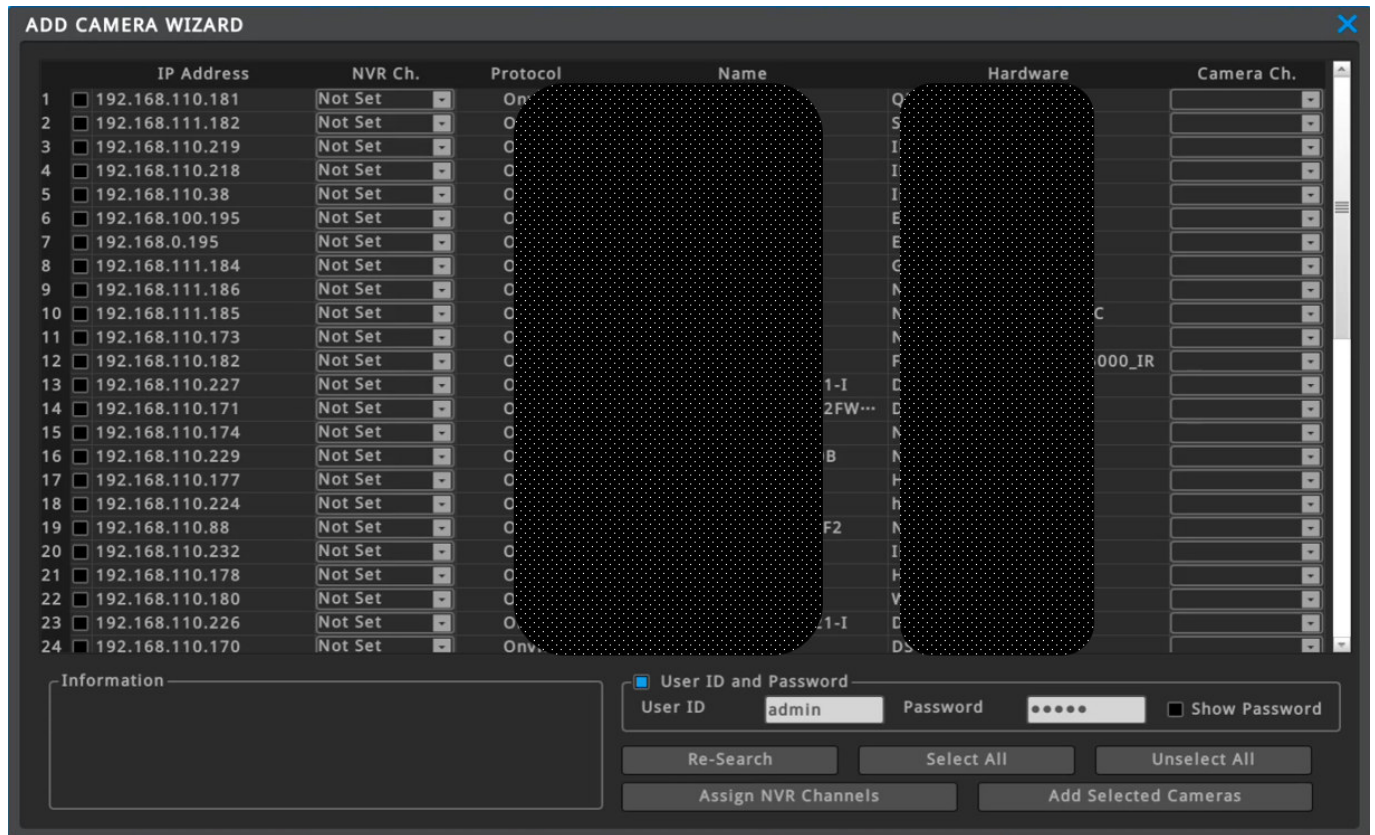 ADD CAMERA WIZARD
IP Address NVR Ch. Protocol Name Hardware Camera Ch.
1 192.168.110.181 Not Set
2 192.168.111.182 Not Set
3 192.168.110.219 Not Set
4 192.168.110.218 Not Set
5 192.168.110.38 Not Set
6 192.168.100.195 Not Set
7 192.168.0.195 Not Set
8 192.168.111.184 Not Set
9 192.168.111.186 Not Set
10 192.168.111.185 Not Set C
11 192.168.110.173 Not Set
12 192.168.110.182 Not Set 000_IR
13 192.168.110.227 Not Set 1-I
14 192.168.110.171 Not Set 2FW···
15 192.168.110.174 Not Set
16 192.168.110.229 Not Set B
17 192.168.110.177 Not Set
18 192.168.110.224 Not Set
19 192.168.110.88 Not Set F2
20 192.168.110.232 Not Set
21 192.168.110.178 Not Set
22 192.168.110.180 Not Set
23 192.168.110.226 Not Set 1-I
24 192.168.110.170 Not Set
Information
User ID and Password
User ID admin Password ••••• Show Password
Re-Search Select All Unselect All
Assign NVR Channels Add Selected Cameras